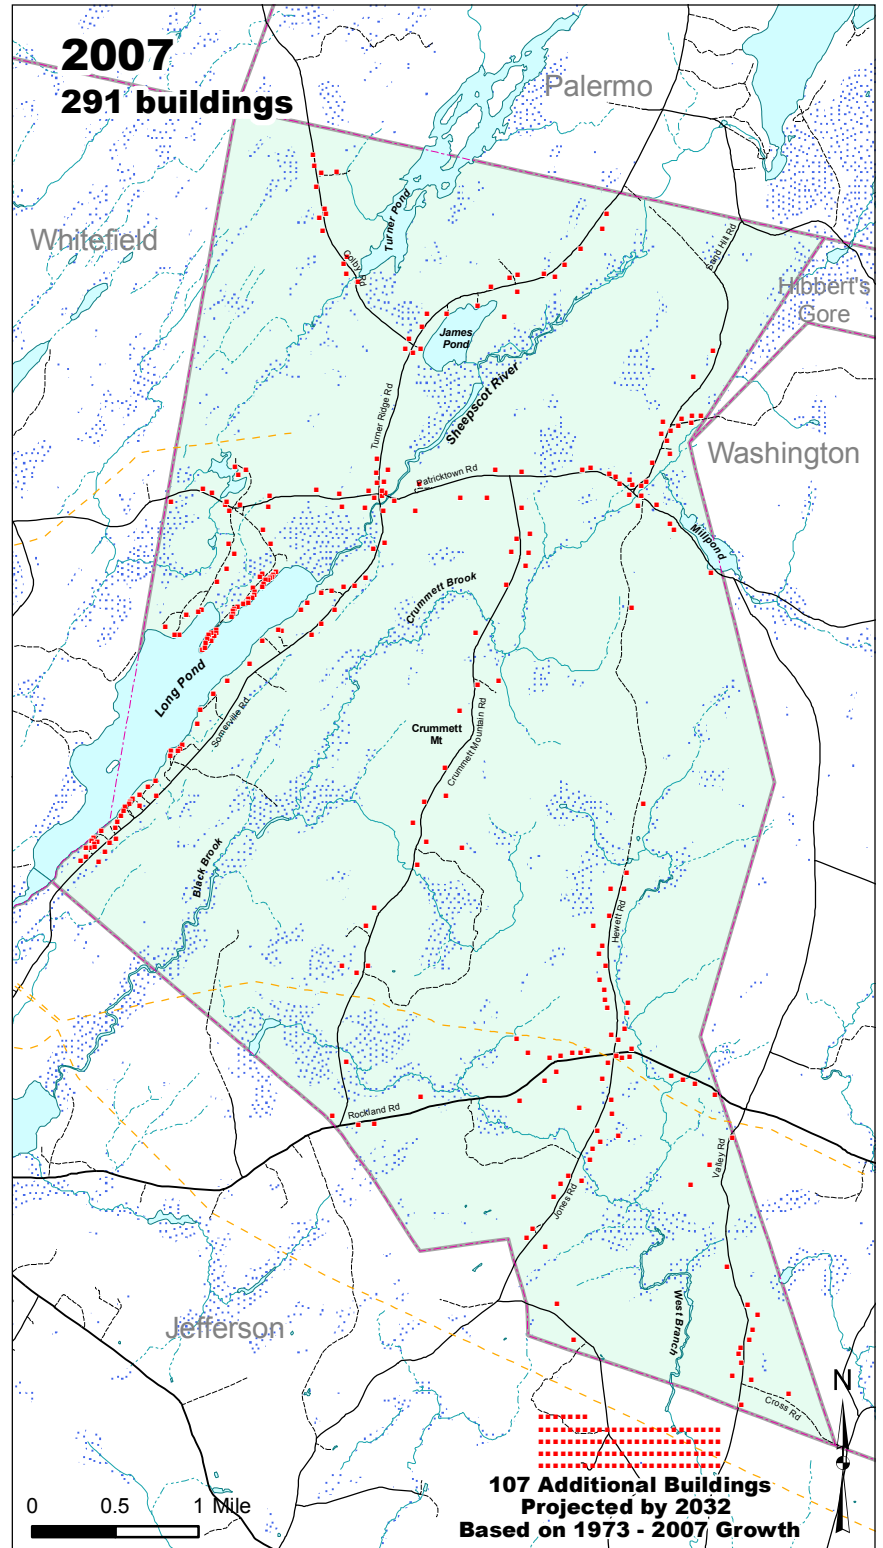 2007
291 buildings
Palermo
Whitefield
Turner Pond
Colby Rd
Sand Hill Rd
Hibbert's
Gore
James
Pond
Sheepscot River
Turner Ridge Rd
Washington
Patricktown Rd
Millpond
Crummett Brook
Long Pond
Somerville Rd
Crummett
Mt
Crummett Mountain Rd
Black Brook
Hewett Rd
Rockland Rd
Valley Rd
Jones Rd
West Branch
Jefferson
N
Cross Rd
107 Additional Buildings
Projected by 2032
Based on 1973 - 2007 Growth
0 0.5 1 Mile